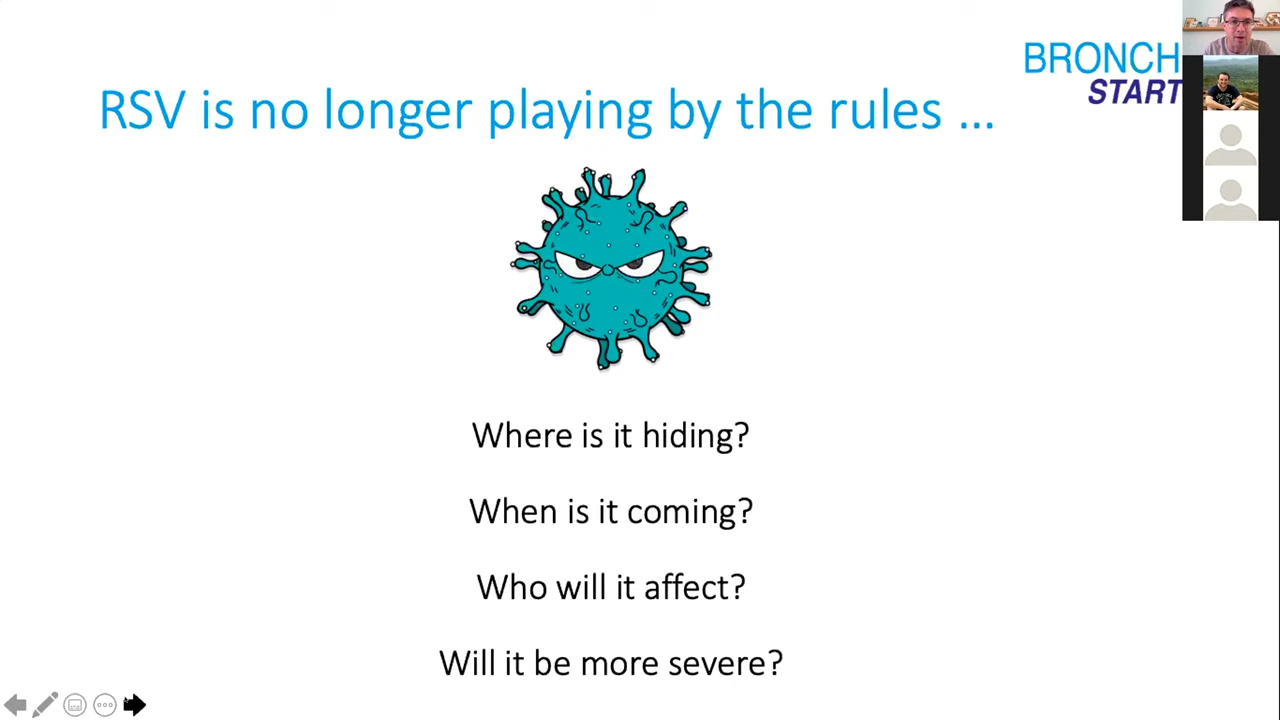 BRONCH
START
RSV is no longer playing by the rules ...
Where is it hiding?
When is it coming?
Who will it affect?
Will it be more severe?